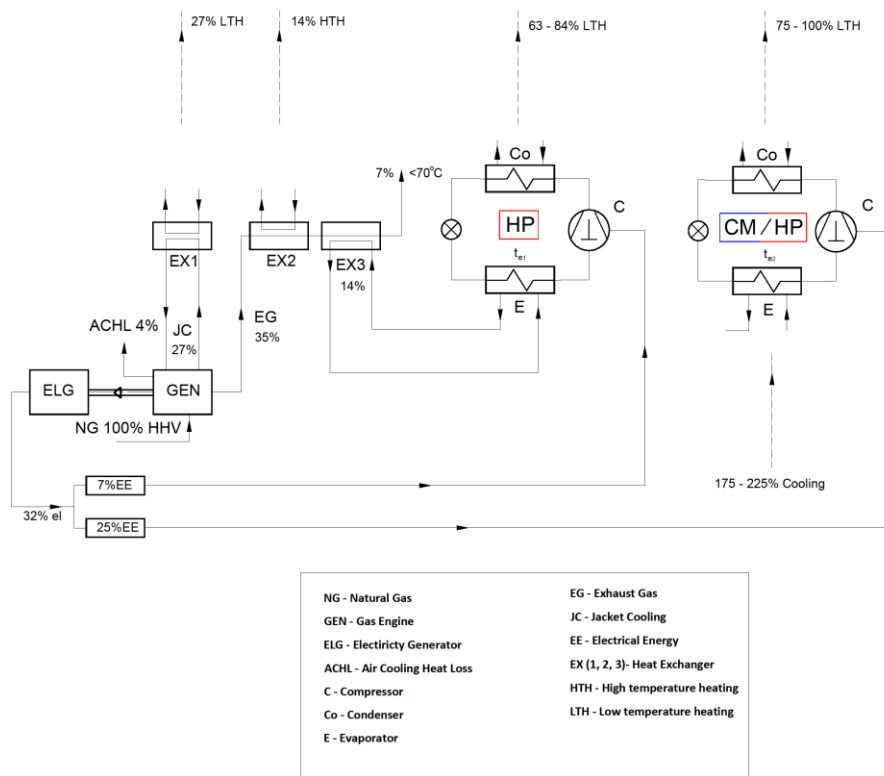 27% LTH
14% HTH
63 - 84% LTH
75 - 100% LTH
Co
Co
7%
<70°C
C
C
HP
CM / HP
te1
te2
EX1
EX2
EX3
14%
E
E
ACHL 4%
JC
27%
EG
35%
ELG
GEN
NG 100% HHV
175 - 225% Cooling
7%EE
32% el
25%EE
NG - Natural Gas
GEN - Gas Engine
ELG - Electiricty Generator
ACHL - Air Cooling Heat Loss
C - Compressor
Co - Condenser
E - Evaporator
EG - Exhaust Gas
JC - Jacket Cooling
EE - Electrical Energy
EX (1, 2, 3)- Heat Exchanger
HTH - High temperature heating
LTH - Low temperature heating